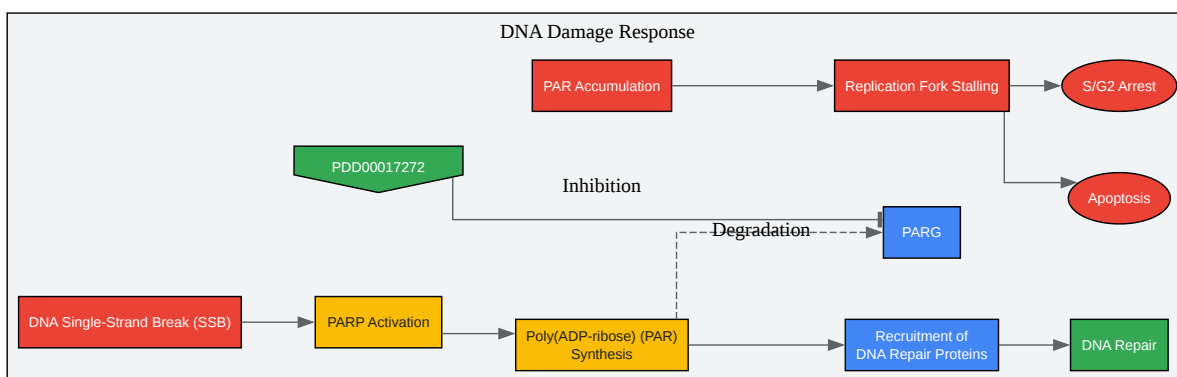 DNA Damage Response
PAR Accumulation
Replication Fork Stalling
S/G2 Arrest
PDD00017272
Inhibition
Apoptosis
Degradation
PARG
DNA Single-Strand Break (SSB)
PARP Activation
Poly(ADP-ribose) (PAR)
Synthesis
Recruitment of
DNA Repair Proteins
DNA Repair